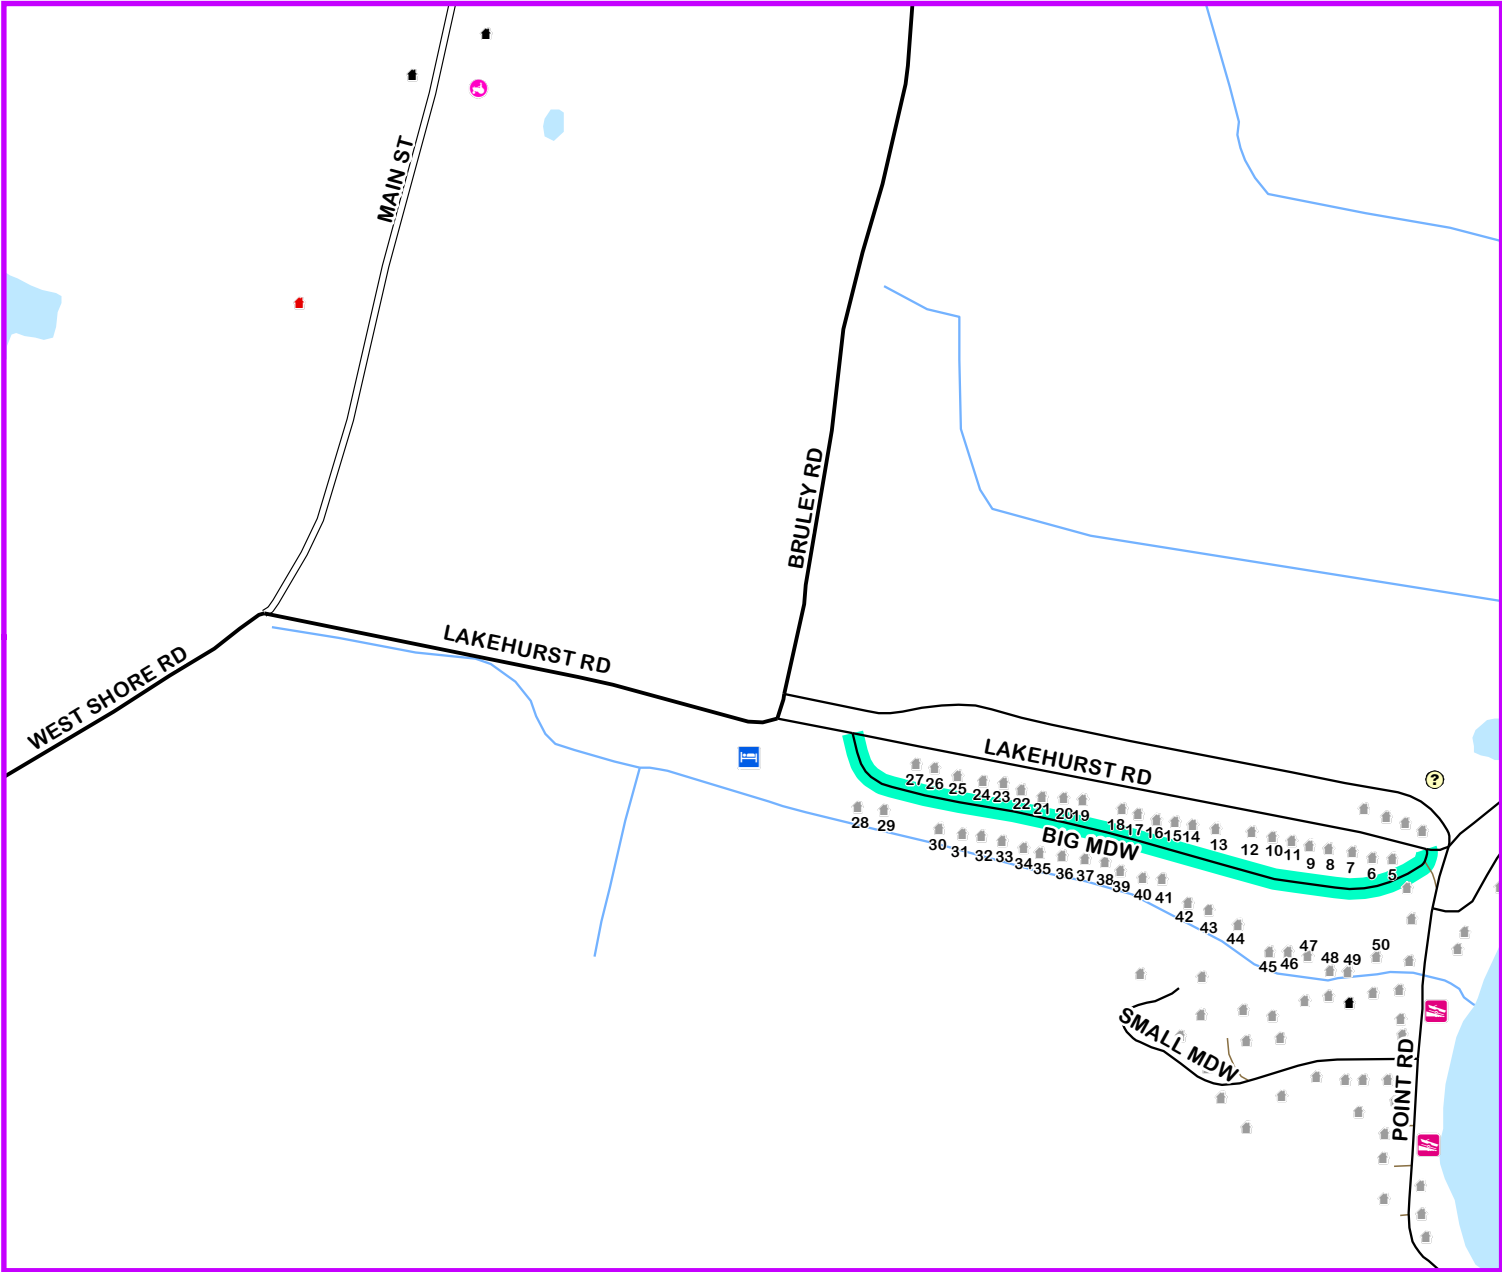 MAIN ST
BRULEY RD
LAKEHURST RD
WEST SHORE RD
LAKEHURST RD
?
27 26 25 24 23 22 21 20 19 18 17 16 15 14 13 12 10 11 9 8 7 6 5
BIG MDW
28 29 30 31 32 33 34 35 36 37 38 39 40 41 42 43 44 45 46 47 48 49 50
SMALL MDW
POINT RD